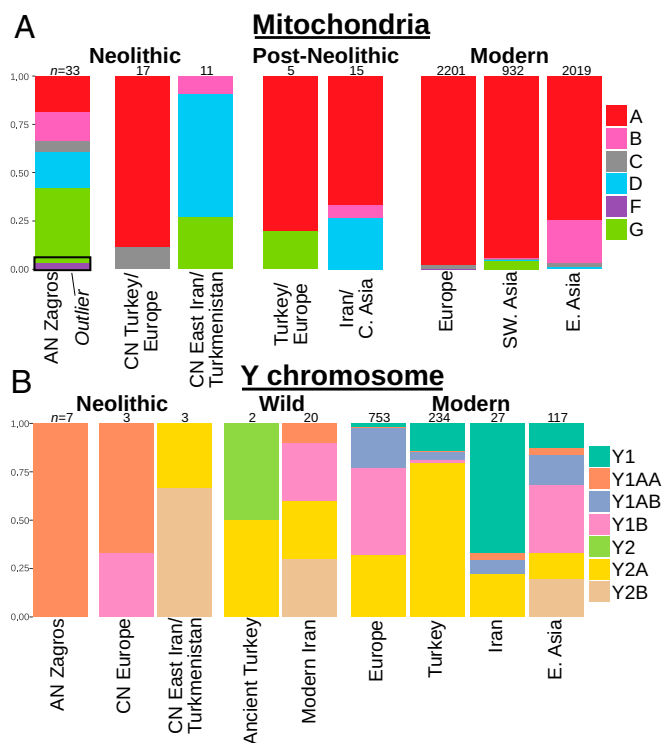 A
Mitochondria
Neolithic Post-Neolithic Modern
n=33 17 11 5 15 2201 932 2019
1,00
0,75
0,50
0,25
0,00
A
B
C
D
F
G
AN Zagros
Outlier
CN Turkey/
Europe
CN East Iran/
Turkmenistan
Turkey/
Europe
Iran/
C. Asia
Europe
SW. Asia
E. Asia
B
Y chromosome
Neolithic Wild Modern
n=7 3 3 2 20 753 234 27 117
1,00
0,75
0,50
0,25
0,00
Y1
Y1AA
Y1AB
Y1B
Y2
Y2A
Y2B
AN Zagros
CN Europe
CN East Iran/
Turkmenistan
Ancient Turkey
Modern Iran
Europe
Turkey
Iran
E. Asia